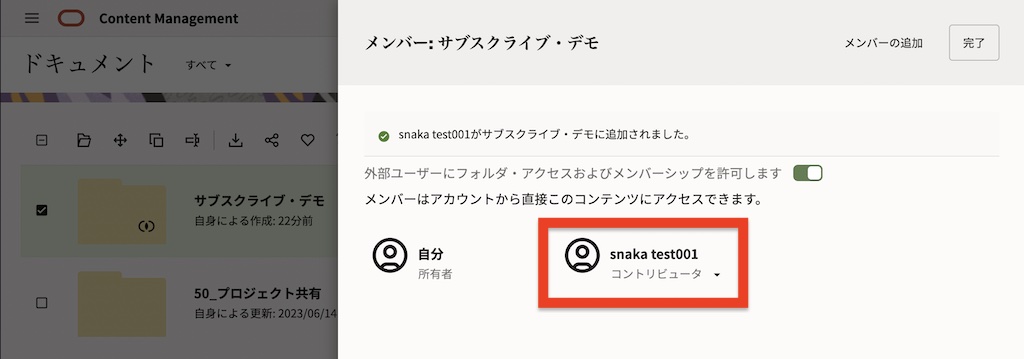 Content Management
ドキュメント
すべて
サブスクライブ・デモ
自身による作成: 22分前
50_プロジェクト共有
自身による更新: 2023/06/14
メンバー: サブスクライブ・デモ
メンバーの追加
完了
snaka test001がサブスクライブ・デモに追加されました。
外部ユーザーにフォルダ・アクセスおよびメンバーシップを許可します
メンバーはアカウントから直接このコンテンツにアクセスできます。
自分
所有者
snaka test001
コントリビュータ